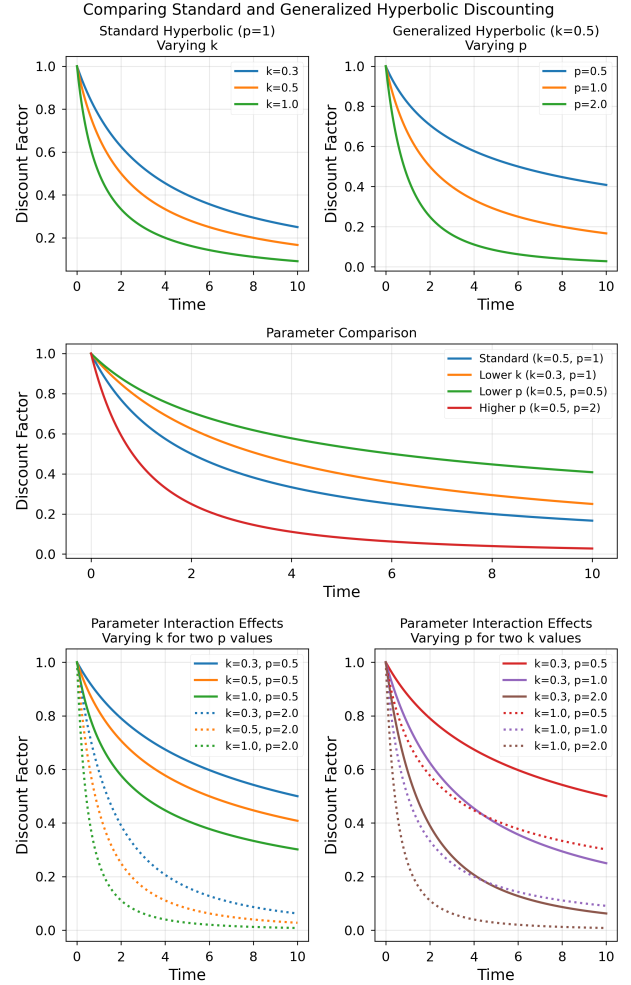 Comparing Standard and Generalized Hyperbolic Discounting
Standard Hyperbolic (p=1)
Varying k
1.0
0.8
0.6
0.4
0.2
Discount Factor
k=0.3
k=0.5
k=1.0
0 2 4 6 8 10
Time
Generalized Hyperbolic (k=0.5)
Varying p
1.0
0.8
0.6
0.4
0.2
0.0
Discount Factor
p=0.5
p=1.0
p=2.0
0 2 4 6 8 10
Time
Parameter Comparison
1.0
0.8
0.6
0.4
0.2
0.0
Discount Factor
Standard (k=0.5, p=1)
Lower k (k=0.3, p=1)
Lower p (k=0.5, p=0.5)
Higher p (k=0.5, p=2)
0 2 4 6 8 10
Time
Parameter Interaction Effects
Varying k for two p values
1.0
0.8
0.6
0.4
0.2
0.0
Discount Factor
k=0.3, p=0.5
k=0.5, p=0.5
k=1.0, p=0.5
k=0.3, p=2.0
k=0.5, p=2.0
k=1.0, p=2.0
0 2 4 6 8 10
Time
Parameter Interaction Effects
Varying p for two k values
1.0
0.8
0.6
0.4
0.2
0.0
Discount Factor
k=0.3, p=0.5
k=0.3, p=1.0
k=0.3, p=2.0
k=1.0, p=0.5
k=1.0, p=1.0
k=1.0, p=2.0
0 2 4 6 8 10
Time